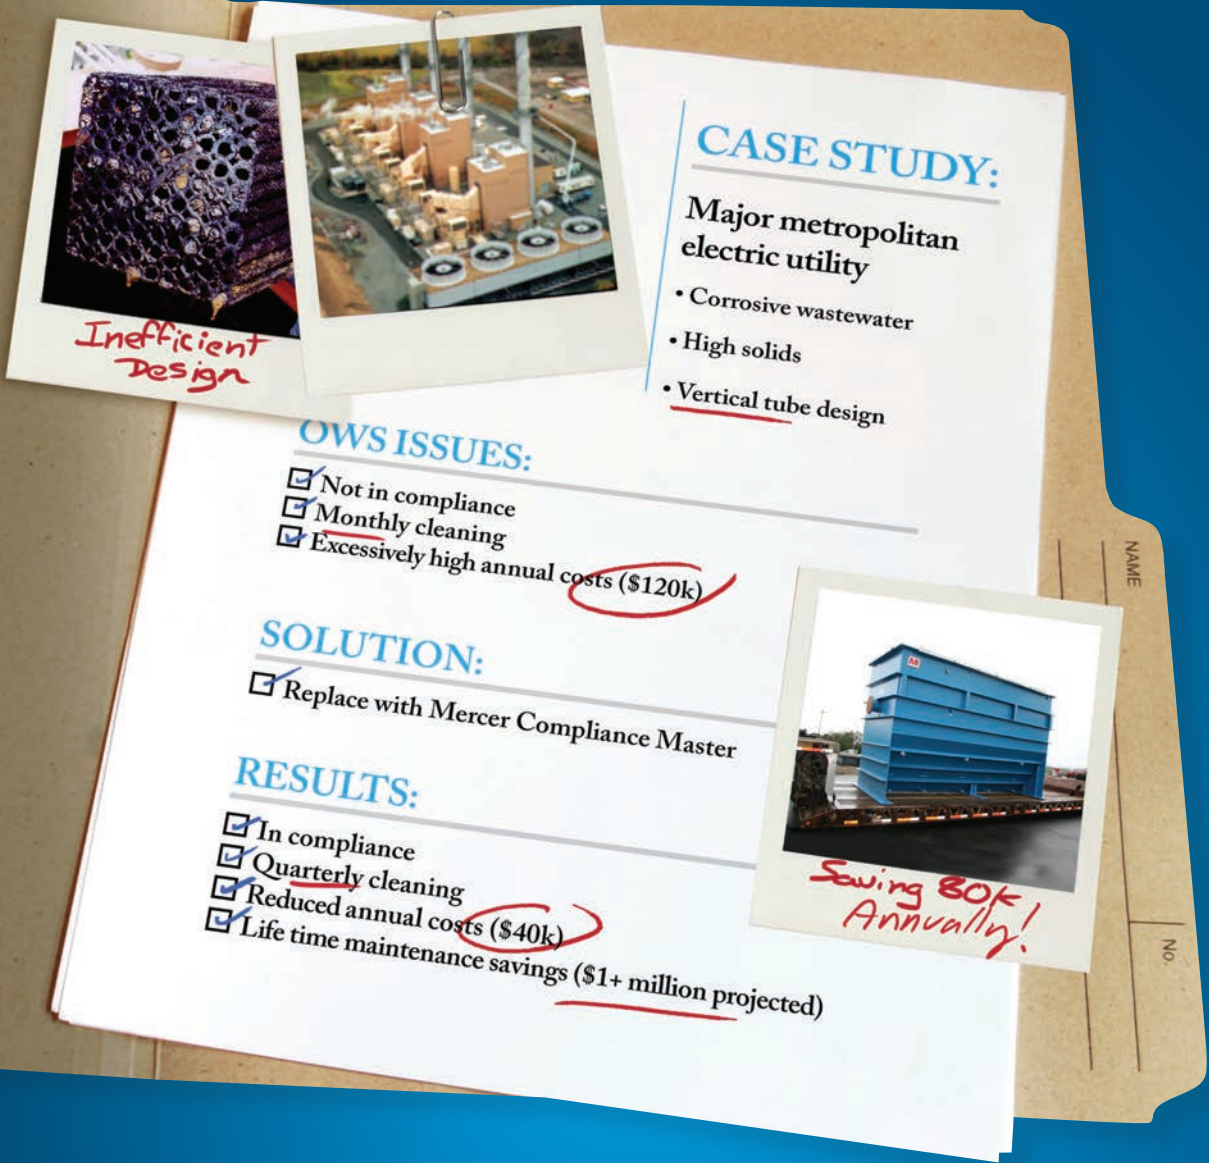 Inefficient
Design
CASE STUDY:
Major metropolitan
electric utility
• Corrosive wastewater
• High solids
• Vertical tube design
OWS ISSUES:
Not in compliance
Monthly cleaning
Excessively high annual costs ($120k)
SOLUTION:
Replace with Mercer Compliance Master
RESULTS:
In compliance
Quarterly cleaning
Reduced annual costs ($40k)
Life time maintenance savings ($1+ million projected)
Saving 80k!
Annually!
NAME
No.
M